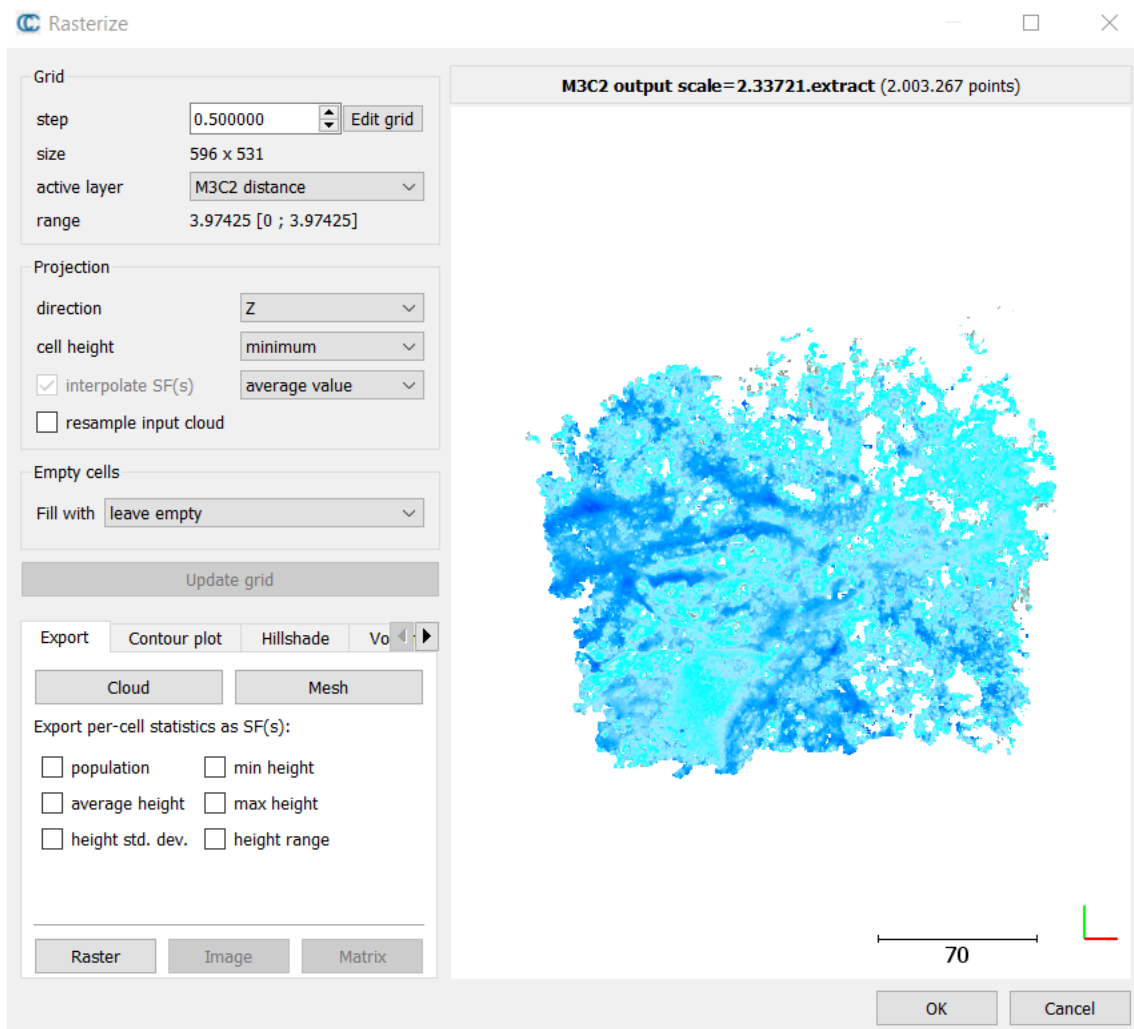 Rasterize
Grid
step 0.500000 Edit grid
size 596 x 531
active layer M3C2 distance
range 3.97425 [0 ; 3.97425]
Projection
direction Z
cell height minimum
interpolate SF(s) average value
resample input cloud
Empty cells
Fill with leave empty
Update grid
Export Contour plot Hillshade Vo
Cloud Mesh
Export per-cell statistics as SF(s):
population min height
average height max height
height std. dev. height range
Raster Image Matrix
M3C2 output scale=2.33721.extract (2.003.267 points)
70
OK Cancel